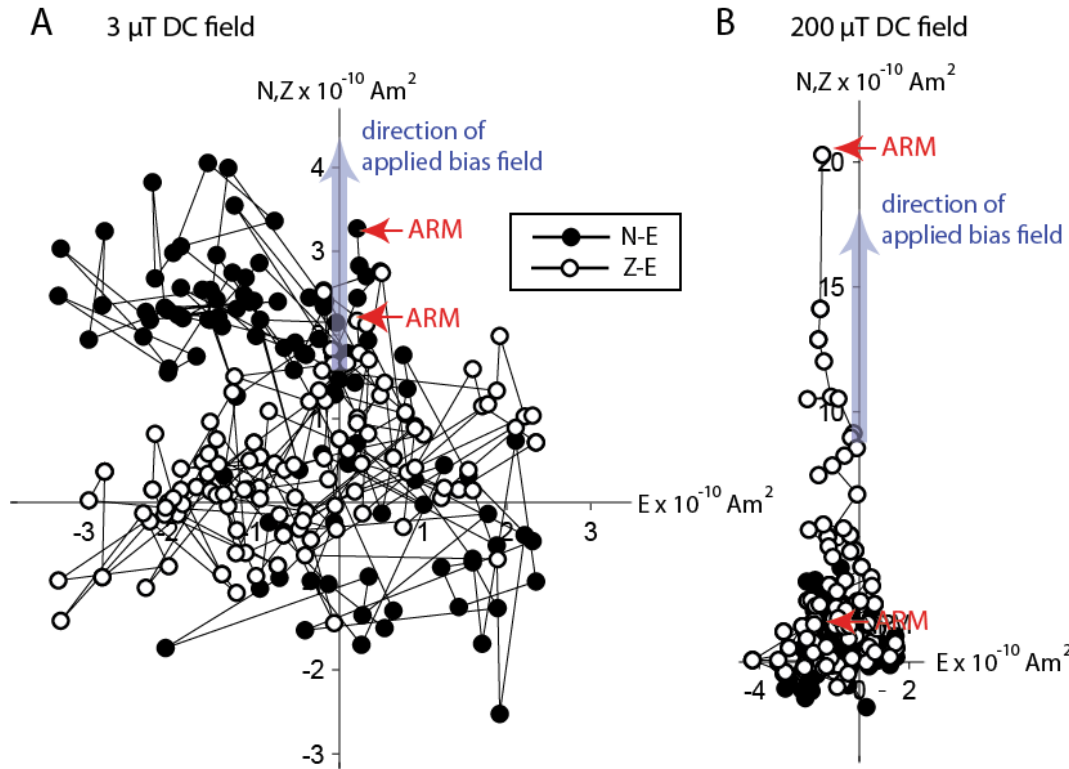 A 3 µT DC field
N,Z x 10⁻¹⁰ Am²
direction of
applied bias field
ARM
ARM
N-E
Z-E
4
3
1
-3
-2
-1
1
2
3
E x 10⁻¹⁰ Am²
-2
-3
B 200 µT DC field
N,Z x 10⁻¹⁰ Am²
ARM
20
direction of
applied bias field
15
10
ARM
E x 10⁻¹⁰ Am²
-4
0
2